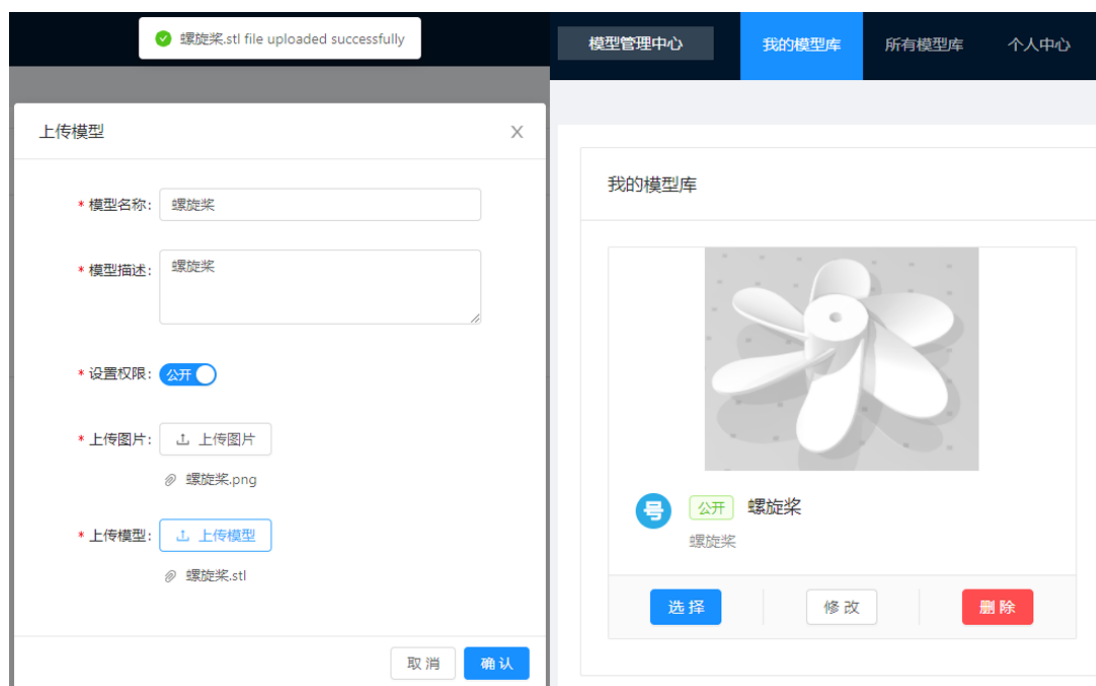 螺旋桨.stl file uploaded successfully
上传模型
* 模型名称: 螺旋桨
* 模型描述: 螺旋桨
* 设置权限: 公开
* 上传图片: 上传图片
螺旋桨.png
* 上传模型: 上传模型
螺旋桨.stl
取 消 确 认
模型管理中心 我的模型库 所有模型库 个人中心
我的模型库
号 公开 螺旋桨
螺旋桨
选 择 修 改 删 除